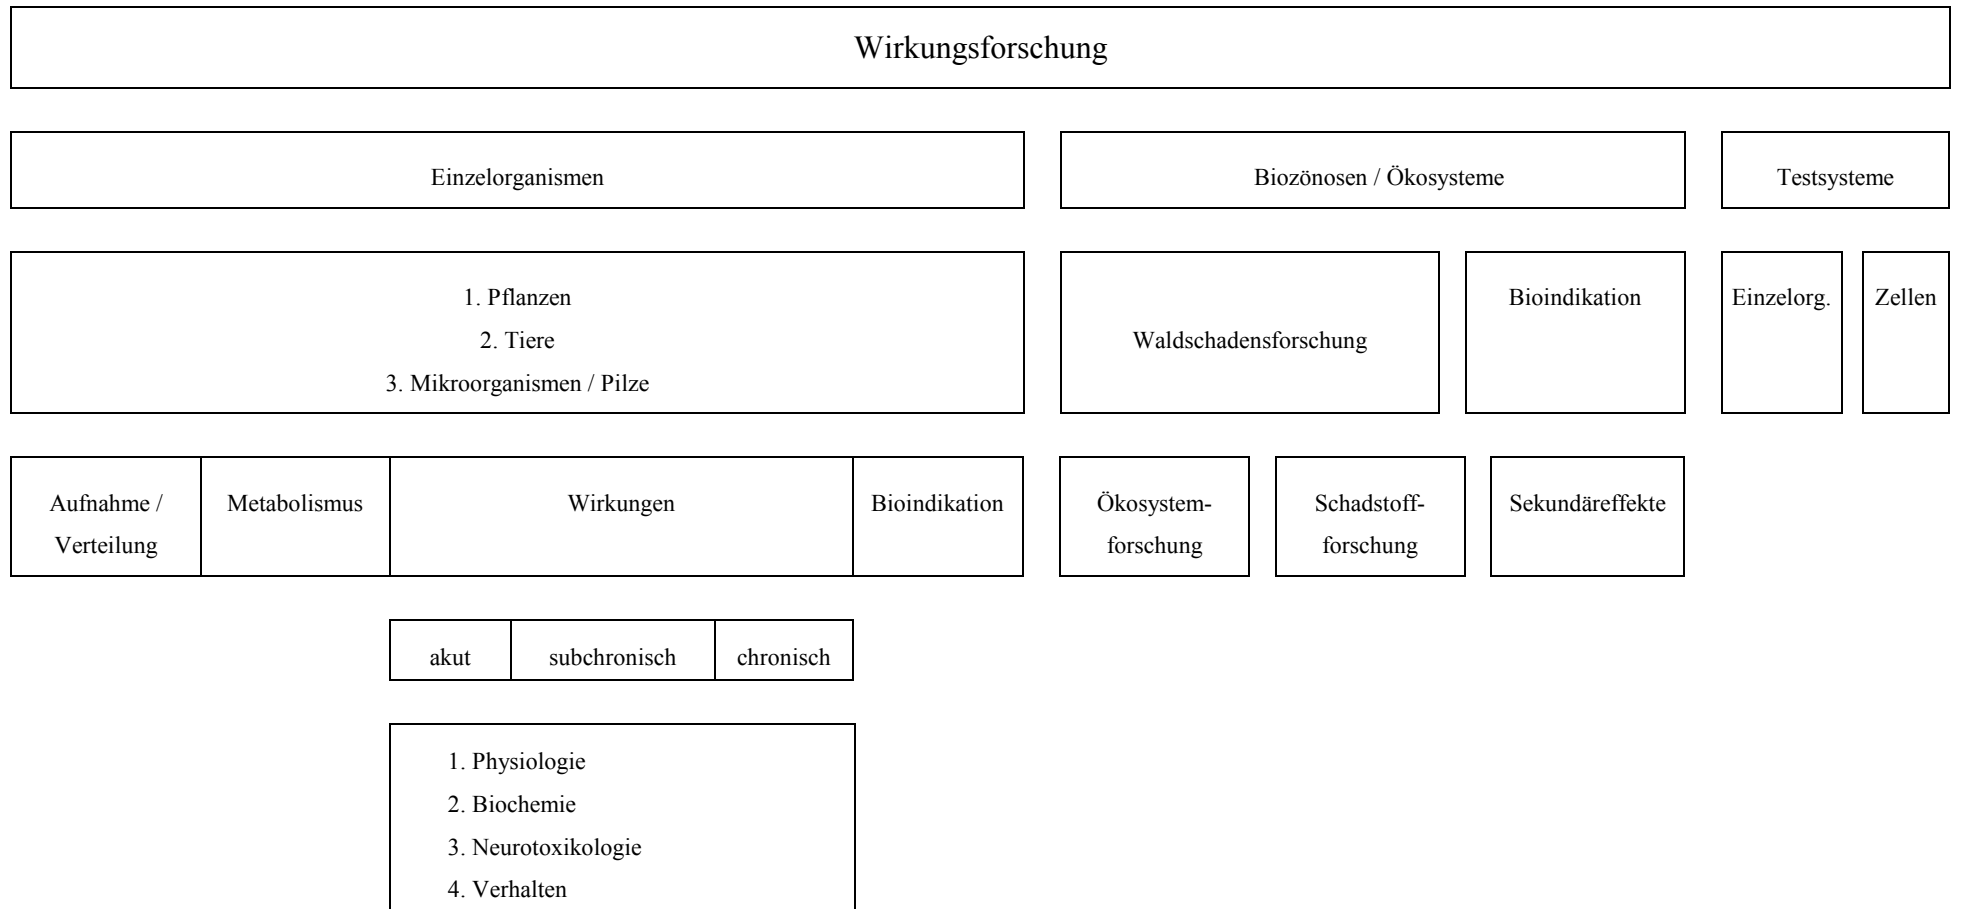 Wirkungsforschung
Einzelorganismen
Biozönosen / Ökosysteme
Testsysteme
1. Pflanzen
2. Tiere
3. Mikroorganismen / Pilze
Waldschadensforschung
Bioindikation
Einzelorg.
Zellen
Aufnahme /
Verteilung
Metabolismus
Wirkungen
Bioindikation
Ökosystem-
forschung
Schadstoff-
forschung
Sekundäreffekte
akut
subchronisch
chronisch
1. Physiologie
2. Biochemie
3. Neurotoxikologie
4. Verhalten